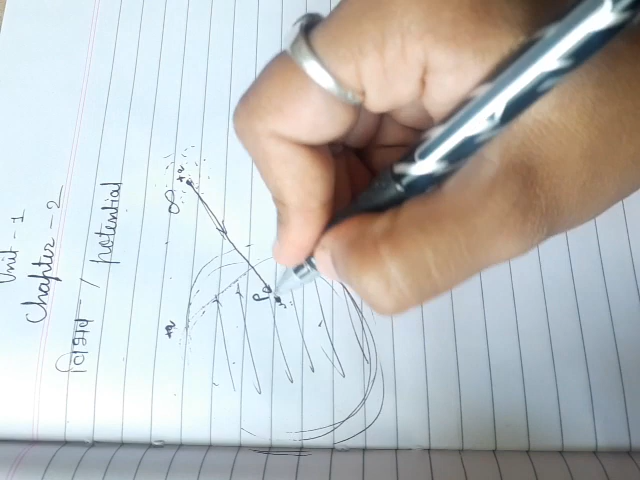 Unit - 1
Chapter - 2
विभव / potential
∞
+q
P
+q